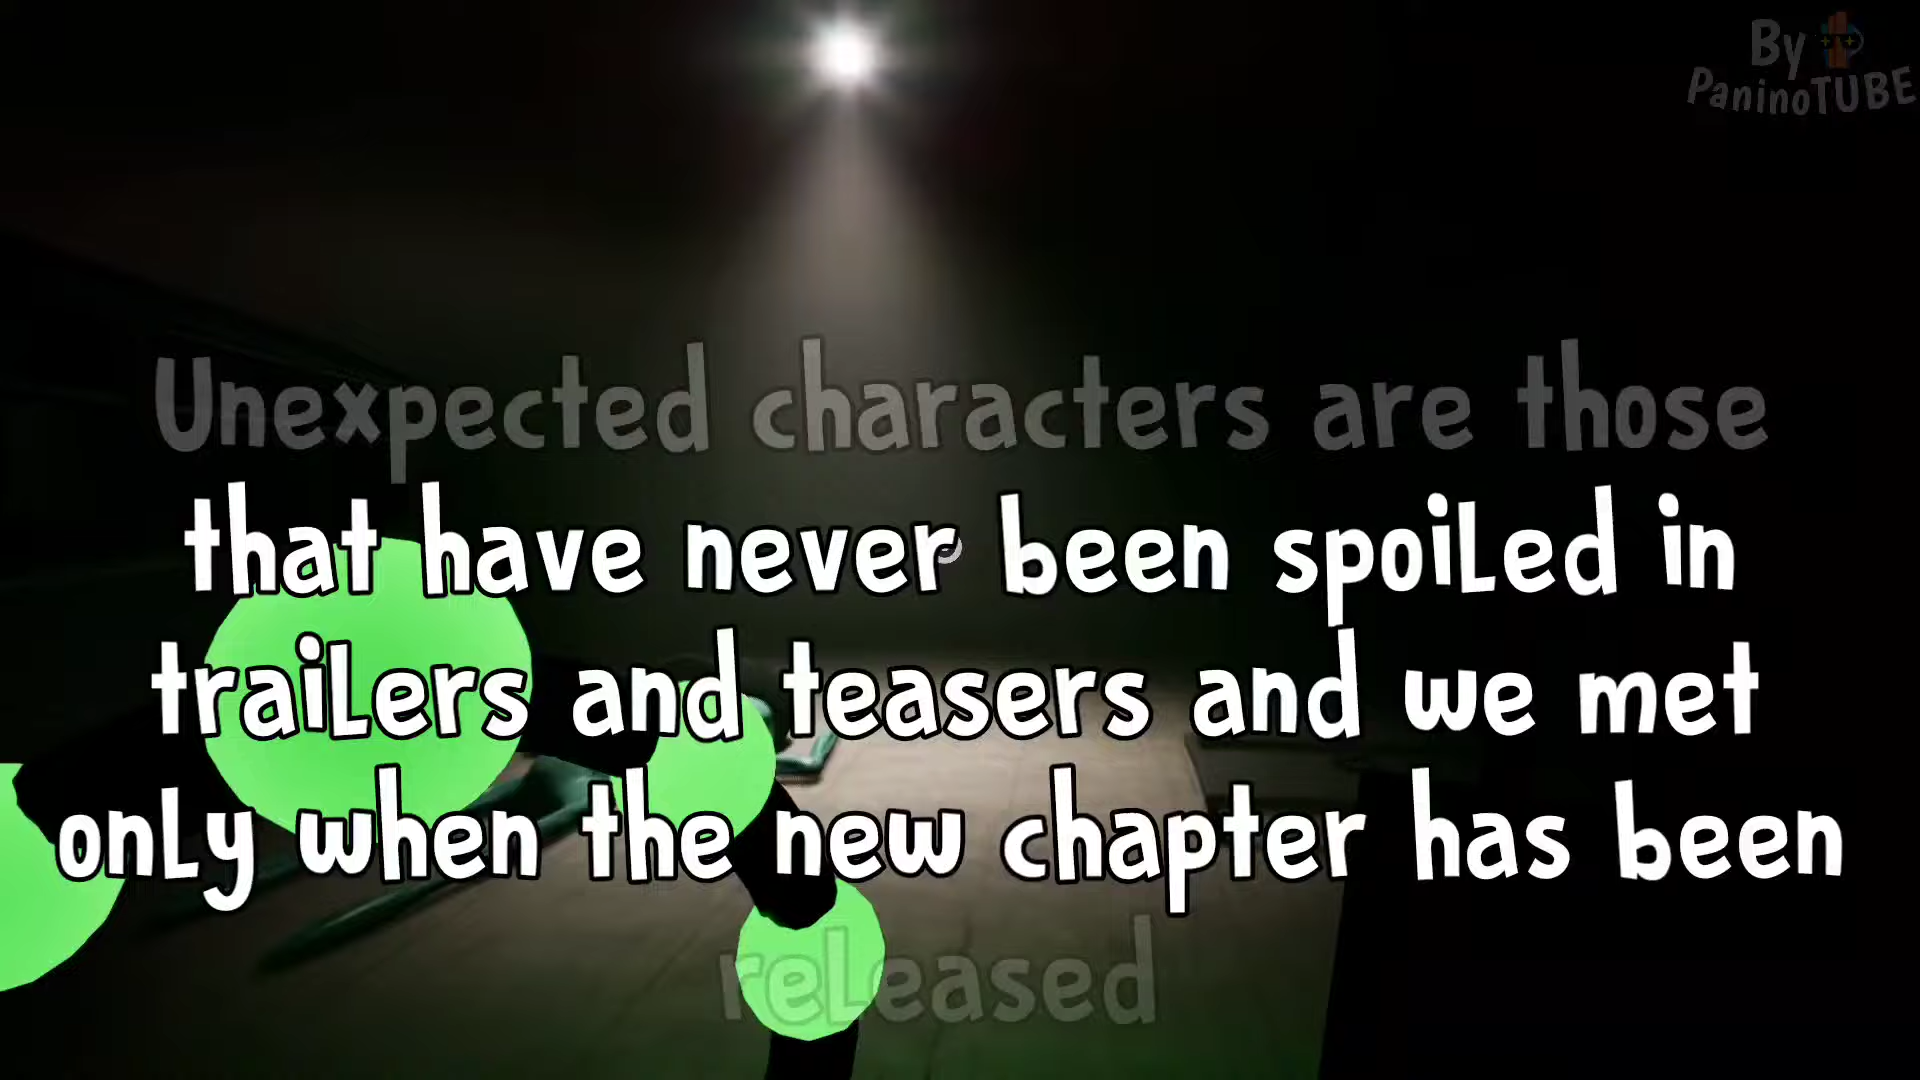 By
PaninoTUBE
Unexpected characters are those
that have never been spoiled in
trailers and teasers and we met
only when the new chapter has been
released